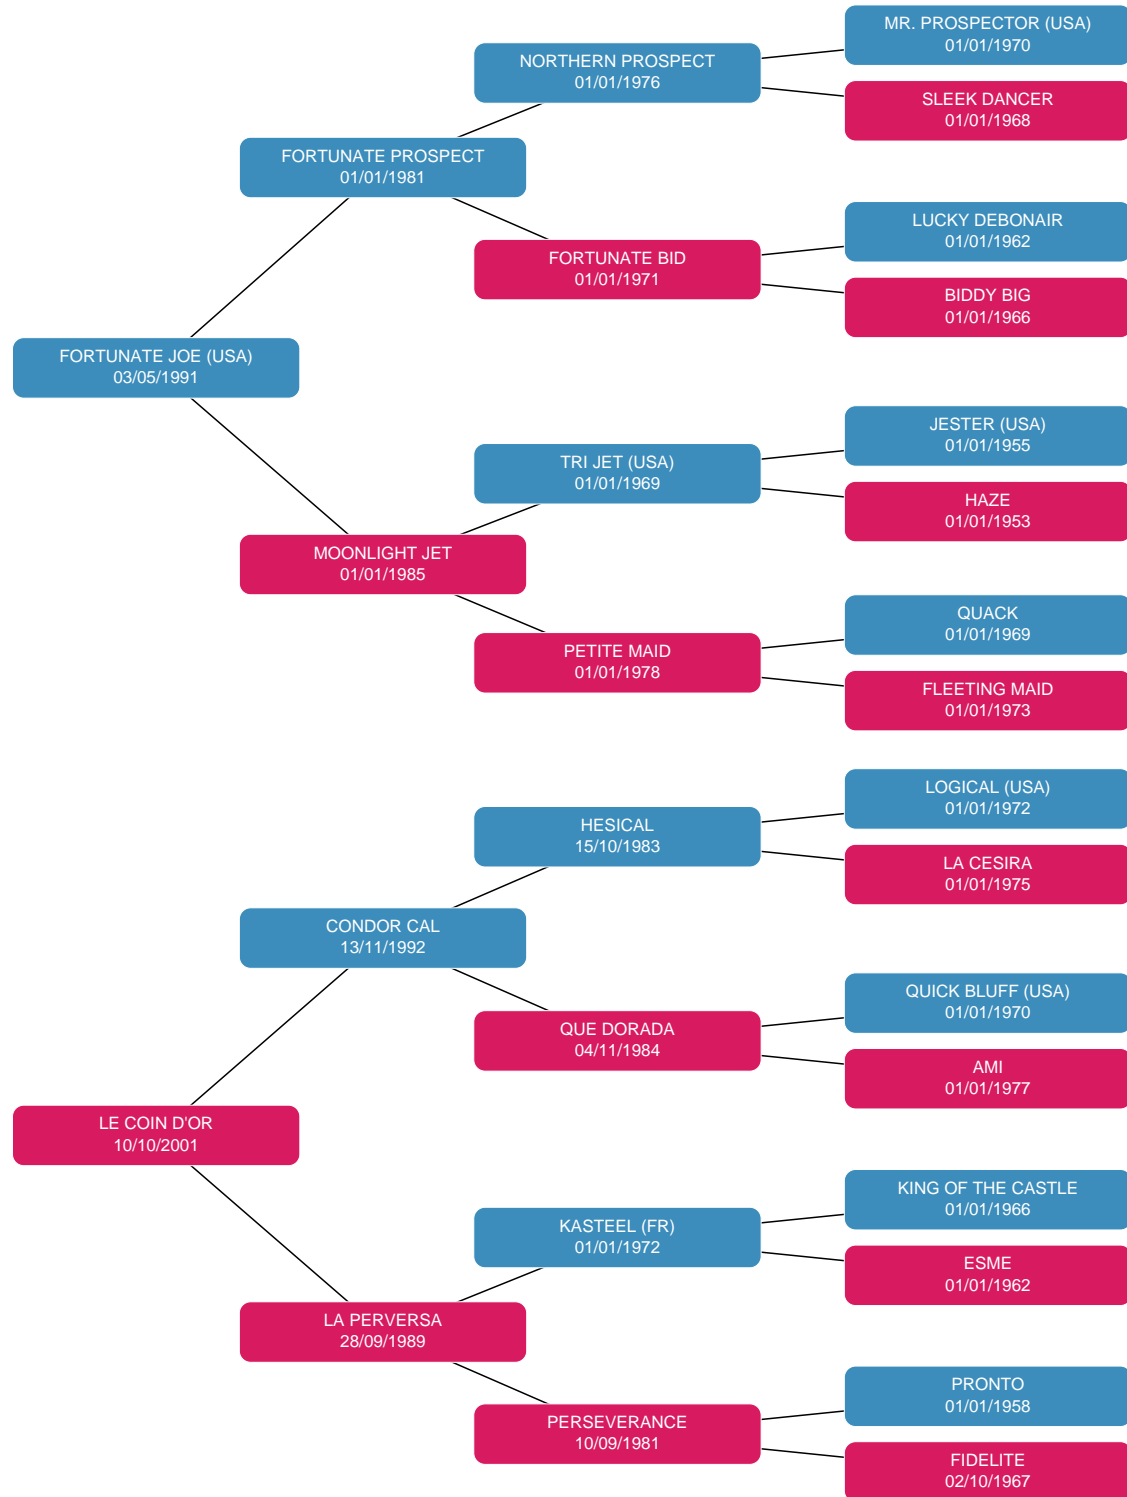 MR. PROSPECTOR (USA)
01/01/1970
NORTHERN PROSPECT
01/01/1976
SLEEK DANCER
01/01/1968
FORTUNATE PROSPECT
01/01/1981
LUCKY DEBONAIR
01/01/1962
FORTUNATE BID
01/01/1971
BIDDY BIG
01/01/1966
FORTUNATE JOE (USA)
03/05/1991
JESTER (USA)
01/01/1955
TRI JET (USA)
01/01/1969
HAZE
01/01/1953
MOONLIGHT JET
01/01/1985
QUACK
01/01/1969
PETITE MAID
01/01/1978
FLEETING MAID
01/01/1973
LOGICAL (USA)
01/01/1972
HESICAL
15/10/1983
LA CESIRA
01/01/1975
CONDOR CAL
13/11/1992
QUICK BLUFF (USA)
01/01/1970
QUE DORADA
04/11/1984
AMI
01/01/1977
LE COIN D'OR
10/10/2001
KING OF THE CASTLE
01/01/1966
KASTEEL (FR)
01/01/1972
ESME
01/01/1962
LA PERVERSA
28/09/1989
PRONTO
01/01/1958
PERSEVERANCE
10/09/1981
FIDELITE
02/10/1967